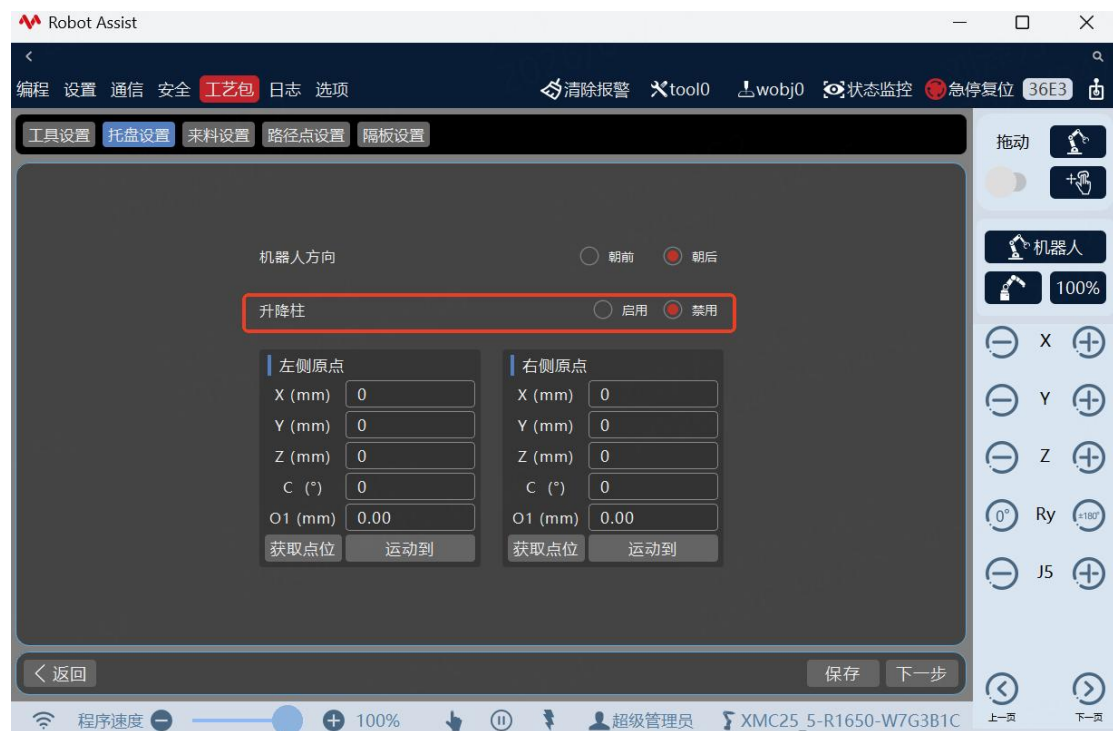 Robot Assist
编程 设置 通信 安全 工艺包 日志 选项 清除报警 tool0 wobj0 状态监控 急停复位 36E3
工具设置 托盘设置 来料设置 路径点设置 隔板设置
拖动
机器人方向 朝前 朝后
机器人
升降柱 启用 禁用
100%
左侧原点 右侧原点
X (mm) 0 X (mm) 0
Y (mm) 0 Y (mm) 0
Z (mm) 0 Z (mm) 0
C (°) 0 C (°) 0
O1 (mm) 0.00 O1 (mm) 0.00
获取点位 运动到 获取点位 运动到
X
Y
Z
0° Ry ±180°
J5
返回 保存 下一步
上一页 下一页
程序速度 100% 超级管理员 XMC25_5-R1650-W7G3B1C